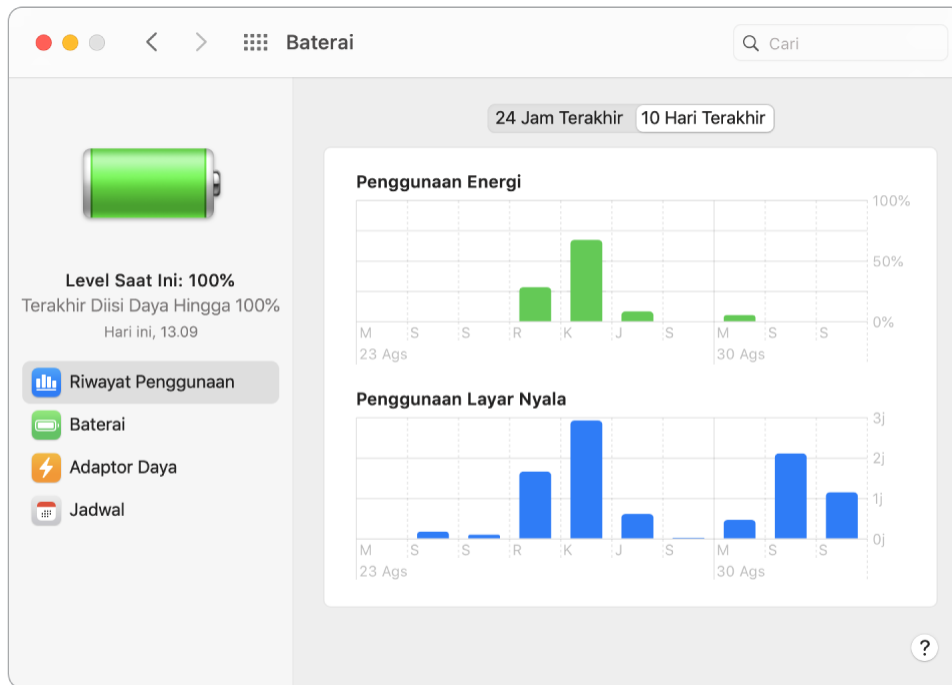 Baterai
Cari
Level Saat Ini: 100%
Terakhir Diisi Daya Hingga 100%
Hari ini, 13.09
Riwayat Penggunaan
Baterai
Adaptor Daya
Jadwal
24 Jam Terakhir 10 Hari Terakhir
Penggunaan Energi
100%
50%
0%
M S S R K J S M S S
23 Ags 30 Ags
Penggunaan Layar Nyala
3j
2j
1j
0j
M S S R K J S M S S
23 Ags 30 Ags
?